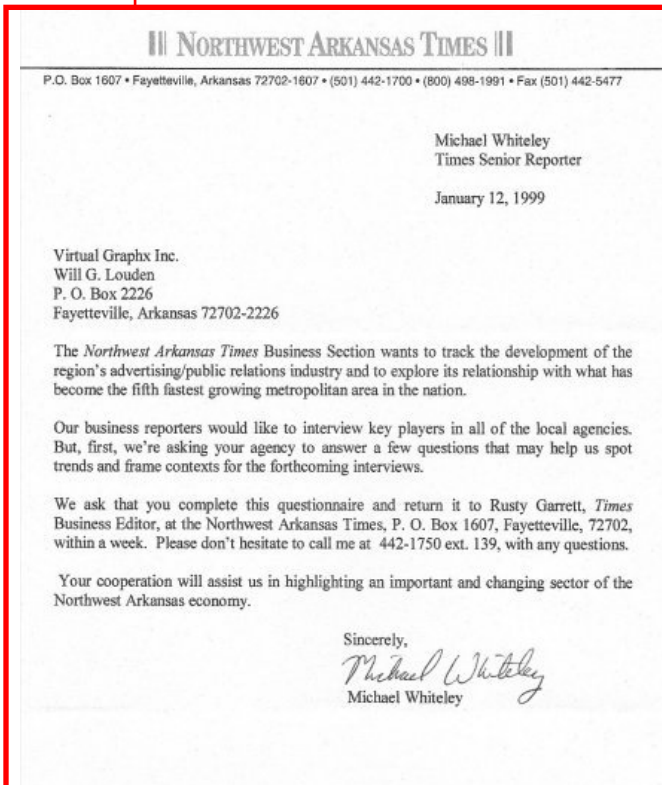 NORTHWEST ARKANSAS TIMES
P.O. Box 1607 • Fayetteville, Arkansas 72702-1607 • (501) 442-1700 • (800) 498-1991 • Fax (501) 442-5477
Michael Whiteley
Times Senior Reporter
January 12, 1999
Virtual Graphx Inc.
Will G. Louden
P. O. Box 2226
Fayetteville, Arkansas 72702-2226
The Northwest Arkansas Times Business Section wants to track the development of the
region's advertising/public relations industry and to explore its relationship with what has
become the fifth fastest growing metropolitan area in the nation.
Our business reporters would like to interview key players in all of the local agencies.
But, first, we're asking your agency to answer a few questions that may help us spot
trends and frame contexts for the forthcoming interviews.
We ask that you complete this questionnaire and return it to Rusty Garrett, Times
Business Editor, at the Northwest Arkansas Times, P. O. Box 1607, Fayetteville, 72702,
within a week. Please don't hesitate to call me at 442-1750 ext. 139, with any questions.
Your cooperation will assist us in highlighting an important and changing sector of the
Northwest Arkansas economy.
Sincerely,
Michael Whiteley
Michael Whiteley